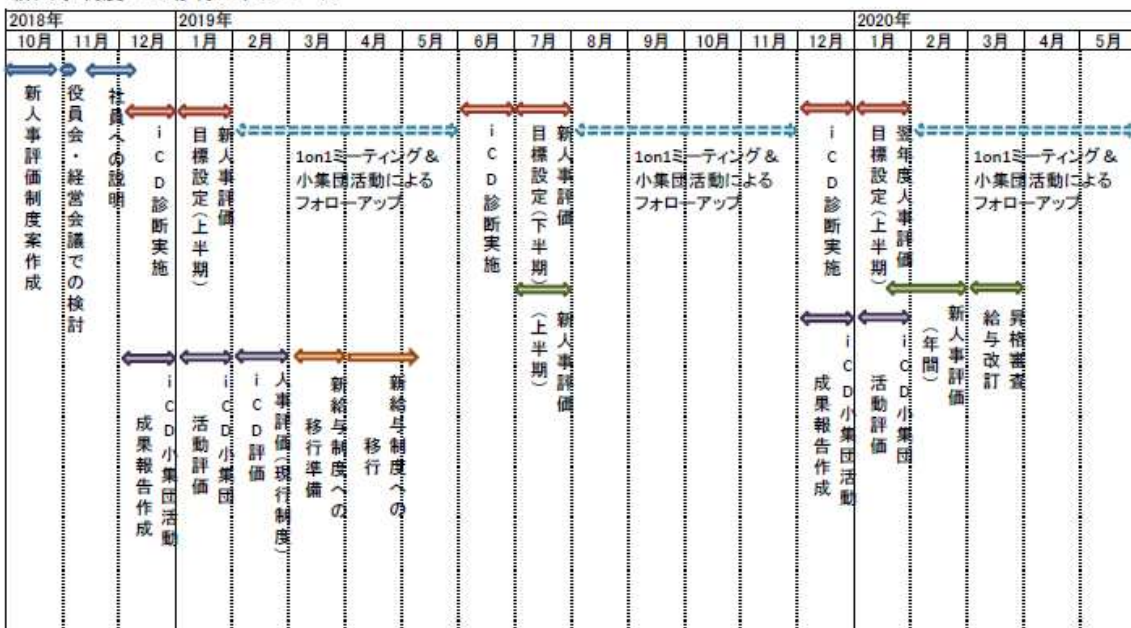 2018年
2019年
2020年
10月 11月 12月 1月 2月 3月 4月 5月 6月 7月 8月 9月 10月 11月 12月 1月 2月 3月 4月 5月
新人事評価制度案作成
役員会・経営会議での検討
社員への説明
iCD診断実施
新人事評価
目標設定(上半期)
1on1ミーティング&
小集団活動による
フォローアップ
iCD診断実施
新人事評価
目標設定(下半期)
1on1ミーティング&
小集団活動による
フォローアップ
iCD診断実施
翌年度人事評価
目標設定(上半期)
1on1ミーティング&
小集団活動による
フォローアップ
新人事評価
(上半期)
新人事評価
(年間)
昇格審査
給与改訂
iCD小集団活動
成果報告作成
iCD小集団
活動評価
人事評価(現行制度)
iCD評価
新給与制度への
移行準備
新給与制度への
移行
iCD小集団活動
成果報告作成
iCD小集団
活動評価